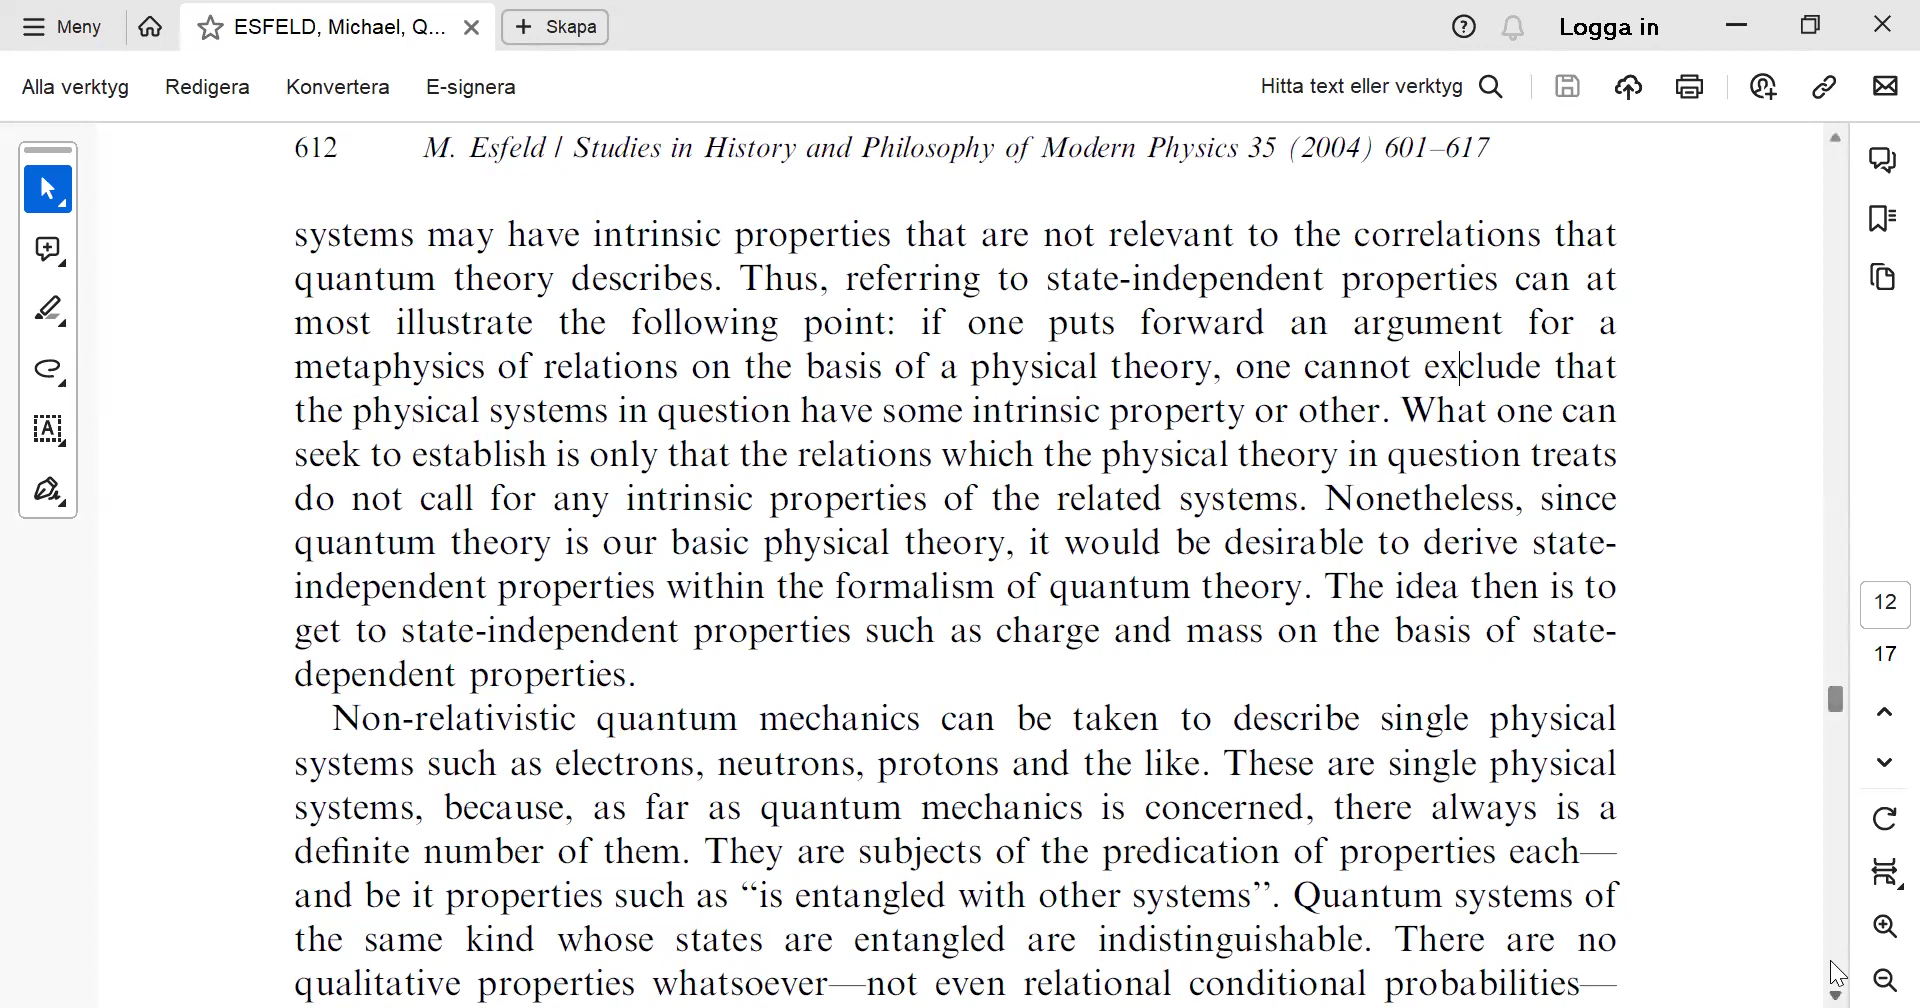 Meny
ESFELD, Michael, Q...
Skapa
Logga in
Alla verktyg
Redigera
Konvertera
E-signera
Hitta text eller verktyg
612 M. Esfeld / Studies in History and Philosophy of Modern Physics 35 (2004) 601–617
systems may have intrinsic properties that are not relevant to the correlations that
quantum theory describes. Thus, referring to state-independent properties can at
most illustrate the following point: if one puts forward an argument for a
metaphysics of relations on the basis of a physical theory, one cannot exclude that
the physical systems in question have some intrinsic property or other. What one can
seek to establish is only that the relations which the physical theory in question treats
do not call for any intrinsic properties of the related systems. Nonetheless, since
quantum theory is our basic physical theory, it would be desirable to derive state-
independent properties within the formalism of quantum theory. The idea then is to
get to state-independent properties such as charge and mass on the basis of state-
dependent properties.
Non-relativistic quantum mechanics can be taken to describe single physical
systems such as electrons, neutrons, protons and the like. These are single physical
systems, because, as far as quantum mechanics is concerned, there always is a
definite number of them. They are subjects of the predication of properties each—
and be it properties such as “is entangled with other systems”. Quantum systems of
the same kind whose states are entangled are indistinguishable. There are no
qualitative properties whatsoever—not even relational conditional probabilities—
12
17